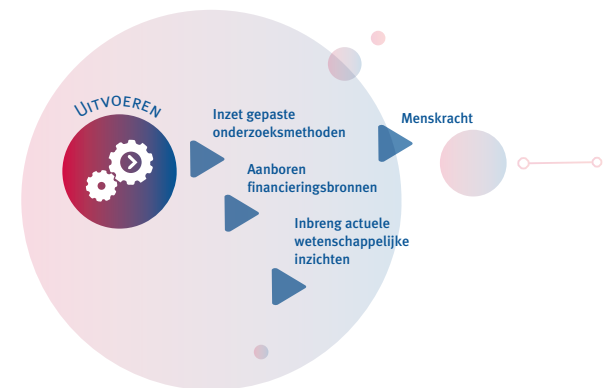 UITVOEREN
Inzet gepaste
onderzoeksmethoden
Menskracht
Aanboren
financieringsbronnen
Inbreng actuele
wetenschappelijke
inzichten